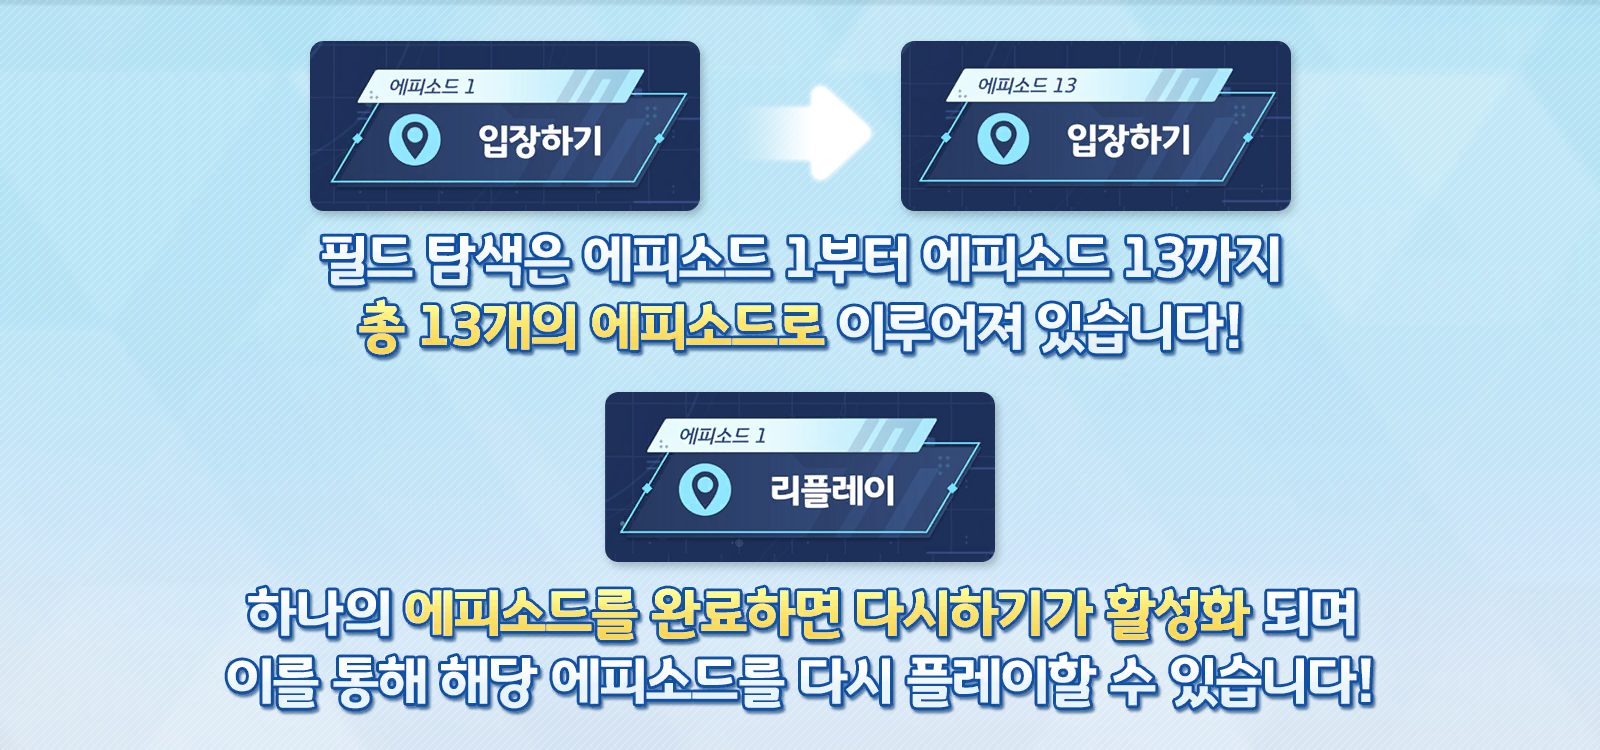 에피소드 1
입장하기
에피소드 13
입장하기
필드 탐색은 에피소드 1부터 에피소드 13까지
총 13개의 에피소드로 이루어져 있습니다!
에피소드 1
리플레이
하나의 에피소드를 완료하면 다시하기가 활성화 되며
이를 통해 해당 에피소드를 다시 플레이할 수 있습니다!